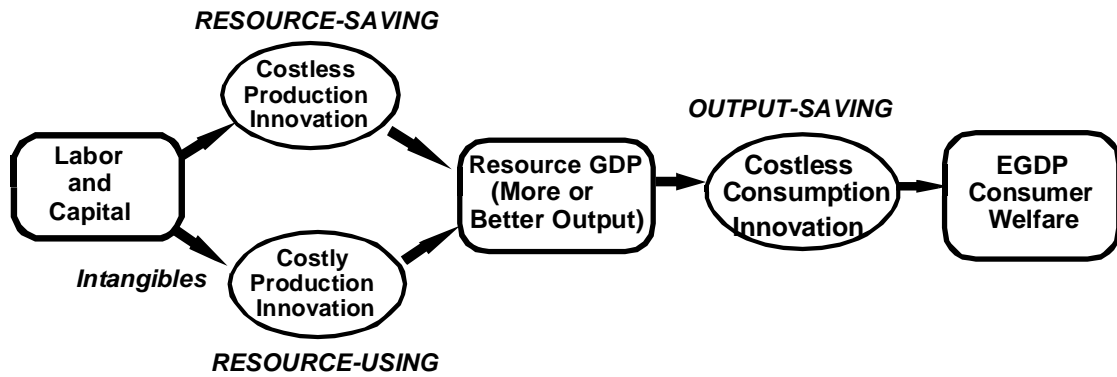 RESOURCE-SAVING
Costless
Production
Innovation
OUTPUT-SAVING
Labor
and
Capital
Resource GDP
(More or
Better Output)
Costless
Consumption
Innovation
EGDP
Consumer
Welfare
Intangibles
Costly
Production
Innovation
RESOURCE-USING